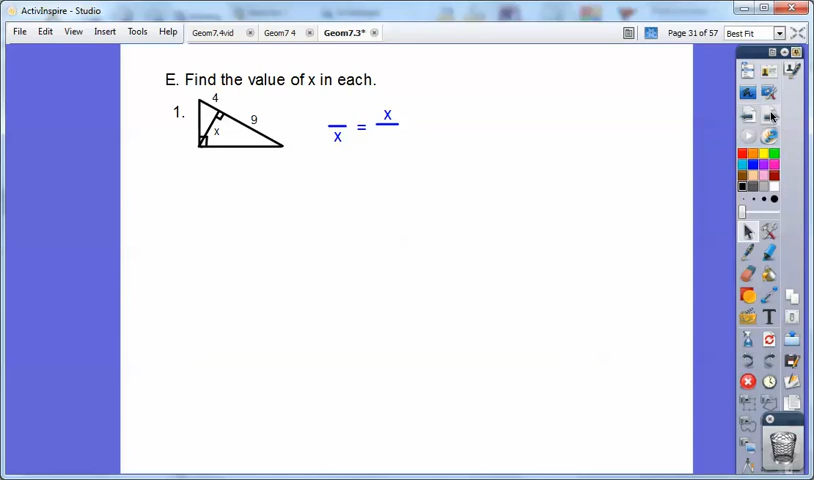 ActivInspire - Studio
File Edit View Insert Tools Help Geom7.4vid Geom7 4 Geom7.3* Page 31 of 57 Best Fit
E. Find the value of x in each.
1. 4 9 x
x = x